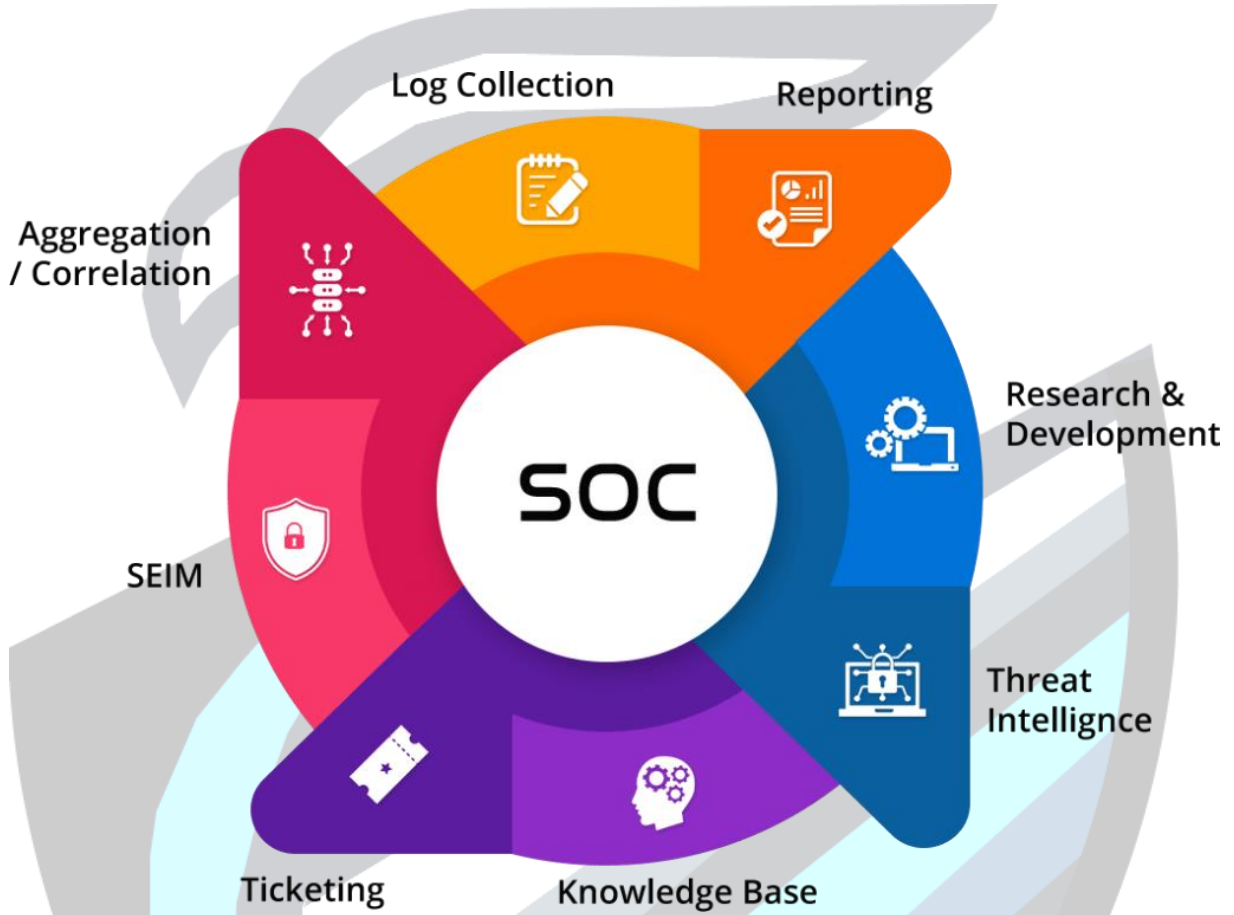 Log Collection
Reporting
Aggregation
/ Correlation
Research &
Development
SOC
SEIM
Threat
Intellignce
Ticketing
Knowledge Base